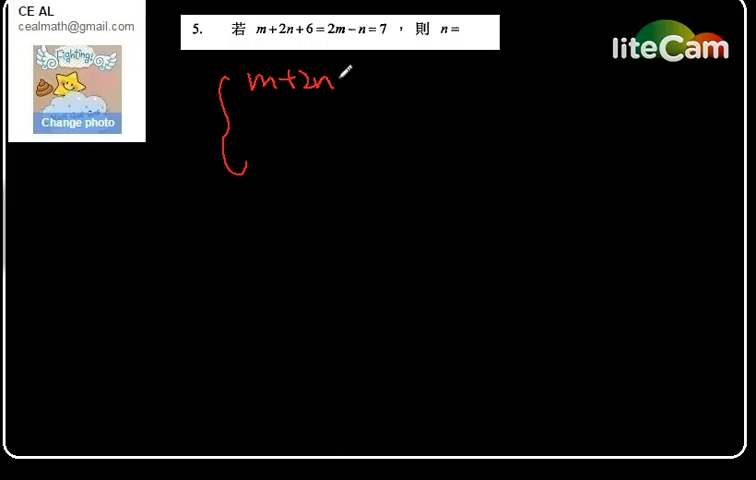 CE AL
cealmath@gmail.com
Fighting!
Change photo
5. 若 m+2n+6=2m−n=7 ,則 n=
liteCam
m+2n